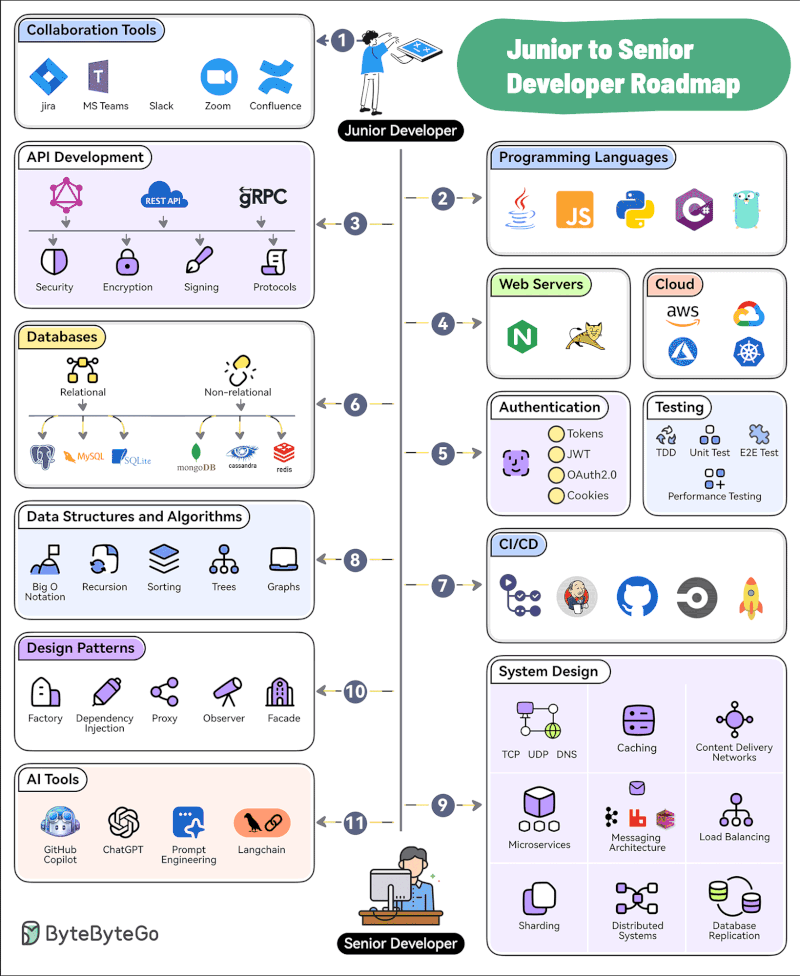 Junior to Senior
Developer Roadmap
Collaboration Tools
Jira
MS Teams
Slack
Zoom
Confluence
T
1
Junior Developer
2
Programming Languages
JS
C#
3
API Development
REST API
gRPC
Security
Encryption
Signing
Protocols
4
Web Servers
N
Cloud
aws
5
Authentication
Tokens
JWT
OAuth2.0
Cookies
Testing
TDD
Unit Test
E2E Test
Performance Testing
6
Databases
Relational
Non-relational
MySQL
SQLite
mongoDB
cassandra
redis
7
CI/CD
8
Data Structures and Algorithms
Big O
Notation
Recursion
Sorting
Trees
Graphs
9
System Design
TCP UDP DNS
Caching
Content Delivery
Networks
Microservices
Messaging
Architecture
Load Balancing
Sharding
Distributed
Systems
Database
Replication
10
Design Patterns
Factory
Dependency
Injection
Proxy
Observer
Facade
11
AI Tools
GitHub
Copilot
ChatGPT
Prompt
Engineering
Langchain
Senior Developer
ByteByteGo